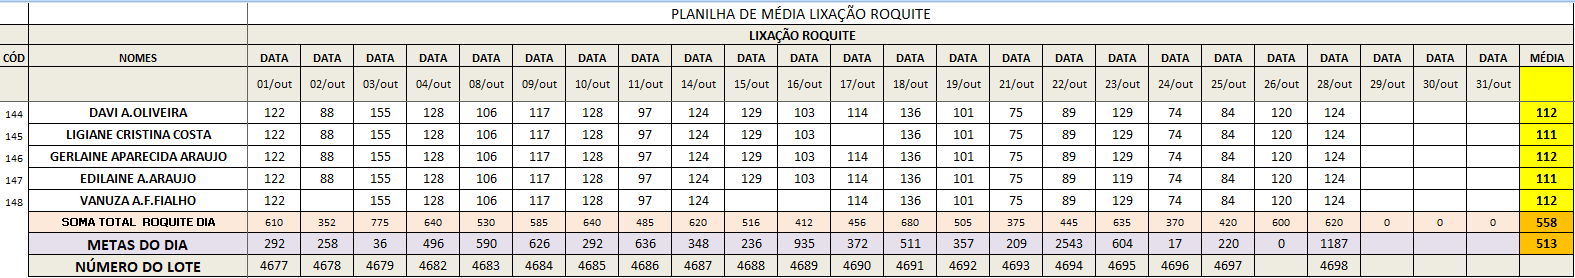 PLANILHA DE MÉDIA LIXAÇÃO ROQUITE
LIXAÇÃO ROQUITE
CÓD NOMES DATA DATA DATA DATA DATA DATA DATA DATA DATA DATA DATA DATA DATA DATA DATA DATA DATA DATA DATA DATA DATA DATA DATA DATA MÉDIA
01/out 02/out 03/out 04/out 08/out 09/out 10/out 11/out 14/out 15/out 16/out 17/out 18/out 19/out 21/out 22/out 23/out 24/out 25/out 26/out 28/out 29/out 30/out 31/out
144 DAVI A.OLIVEIRA 122 88 155 128 106 117 128 97 124 129 103 114 136 101 75 89 129 74 84 120 124 112
145 LIGIANE CRISTINA COSTA 122 88 155 128 106 117 128 97 124 129 103 136 101 75 89 129 74 84 120 124 111
146 GERLAINE APARECIDA ARAUJO 122 88 155 128 106 117 128 97 124 129 103 114 136 101 75 89 129 74 84 120 124 112
147 EDILAINE A.ARAUJO 122 88 155 128 106 117 128 97 124 129 103 114 136 101 75 89 119 74 84 120 124 111
148 VANUZA A.F.FIALHO 122 155 128 106 117 128 97 124 114 136 101 75 89 129 74 84 120 124 112
SOMA TOTAL ROQUITE DIA 610 352 775 640 530 585 640 485 620 516 412 456 680 505 375 445 635 370 420 600 620 0 0 0 558
METAS DO DIA 292 258 36 496 590 626 292 636 348 236 935 372 511 357 209 2543 604 17 220 0 1187 513
NÚMERO DO LOTE 4677 4678 4679 4682 4683 4684 4685 4686 4687 4688 4689 4690 4691 4692 4693 4694 4695 4696 4697 4698